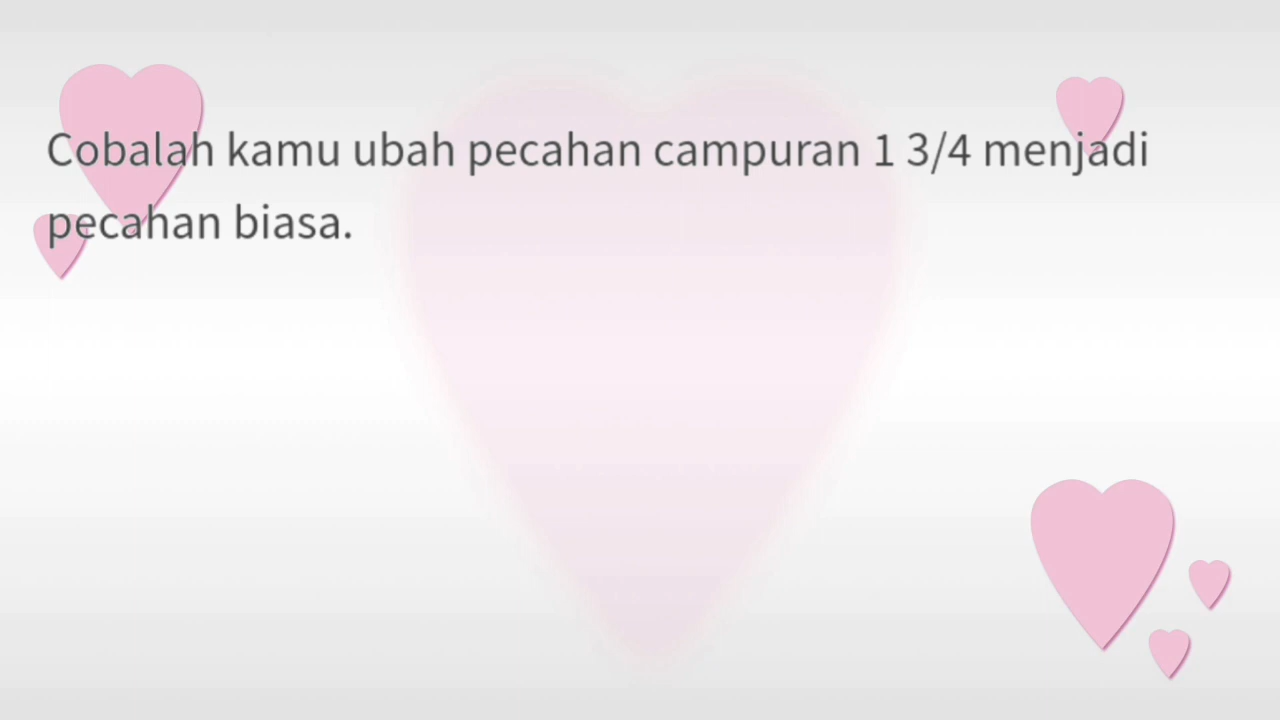 Cobalah kamu ubah pecahan campuran 1 3/4 menjadi
pecahan biasa.